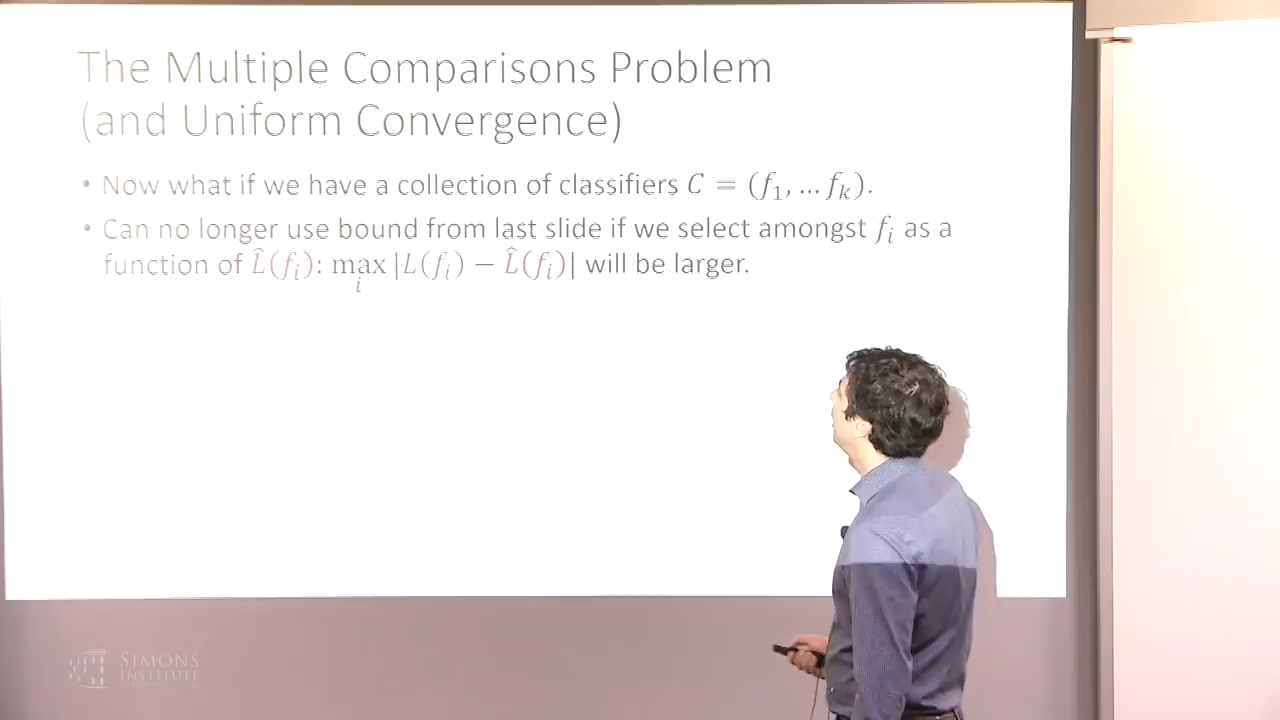 The Multiple Comparisons Problem
(and Uniform Convergence)
• Now what if we have a collection of classifiers C = (f₁, … fₖ).
• Can no longer use bound from last slide if we select amongst fᵢ as a
function of L̂(fᵢ): max |L(fᵢ) − L̂(fᵢ)| will be larger.
i
SIMONS
INSTITUTE